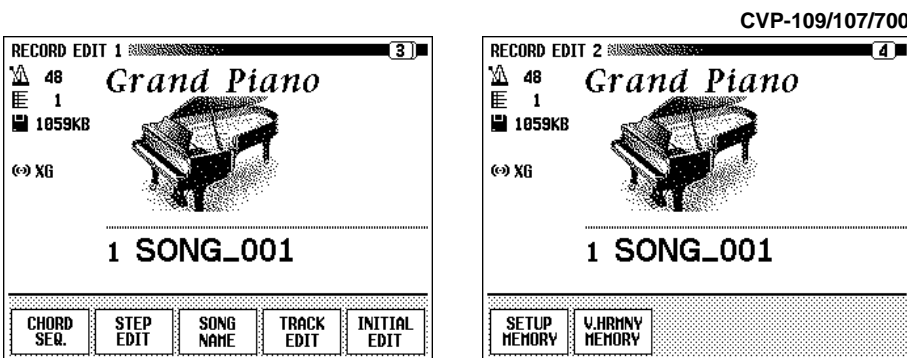 CVP-109/107/700
RECORD EDIT 1
3
48
1
1059KB
XG
Grand Piano
1 SONG_001
CHORD SEQ.
STEP EDIT
SONG NAME
TRACK EDIT
INITIAL EDIT
RECORD EDIT 2
4
48
1
1059KB
XG
Grand Piano
1 SONG_001
SETUP MEMORY
V.HRMNY MEMORY